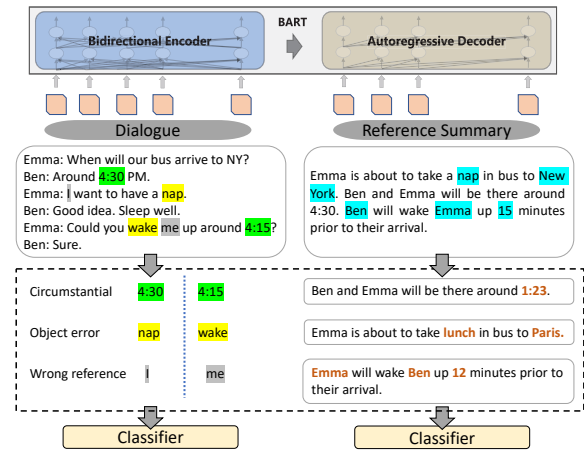 Bidirectional Encoder
BART
Autoregressive Decoder
Dialogue
Reference Summary
Emma: When will our bus arrive to NY?
Ben: Around 4:30 PM.
Emma: I want to have a nap.
Ben: Good idea. Sleep well.
Emma: Could you wake me up around 4:15?
Ben: Sure.
Emma is about to take a nap in bus to New
York. Ben and Emma will be there around
4:30. Ben will wake Emma up 15 minutes
prior to their arrival.
Circumstantial 4:30 4:15
Ben and Emma will be there around 1:23.
Object error nap wake
Emma is about to take lunch in bus to Paris.
Wrong reference I me
Emma will wake Ben up 12 minutes prior to
their arrival.
Classifier
Classifier